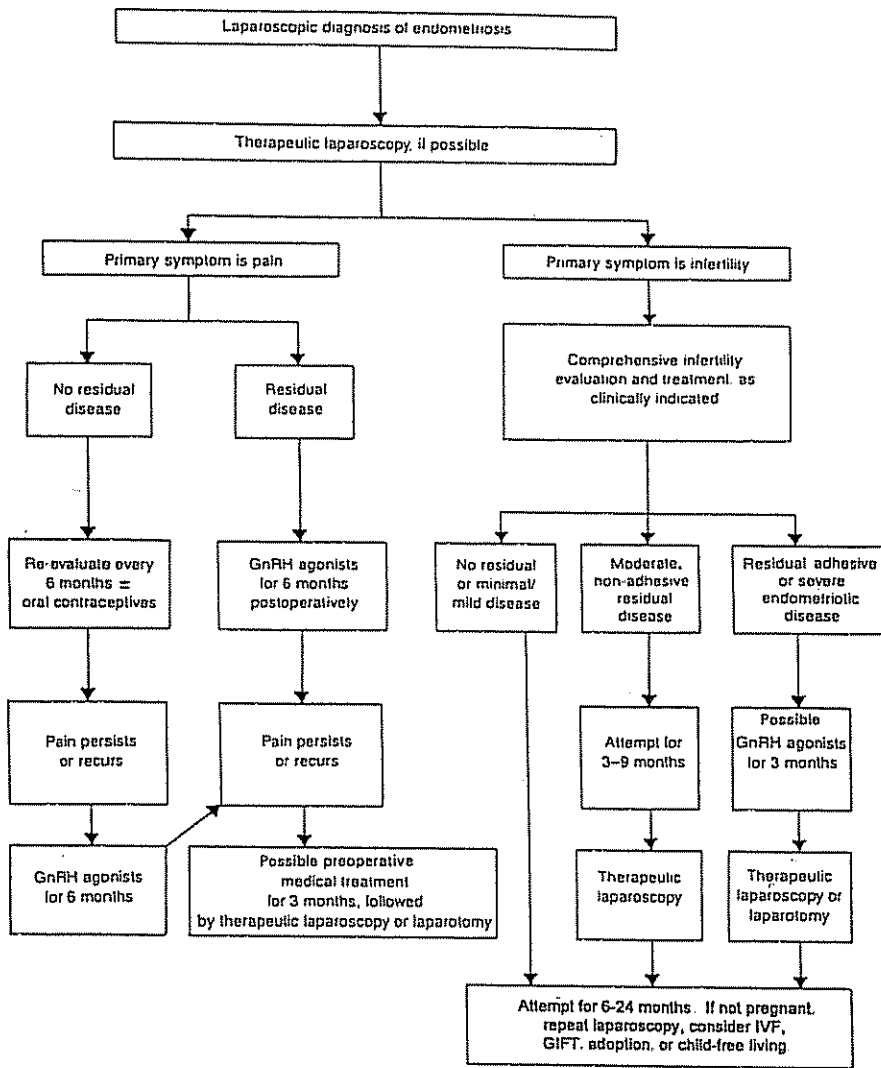 Laparoscopic diagnosis of endometriosis
Therapeutic laparoscopy, if possible
Primary symptom is pain
Primary symptom is infertility
No residual
disease
Residual
disease
Comprehensive infertility
evaluation and treatment, as
clinically indicated
Re-evaluate every
6 months ±
oral contraceptives
GnRH agonists
for 6 months
postoperatively
No residual
or minimal/
mild disease
Moderate,
non-adhesive
residual
disease
Residual adhesive
or severe
endometriotic
disease
Pain persists
or recurs
Pain persists
or recurs
Attempt for
3–9 months
Possible
GnRH agonists
for 3 months
GnRH agonists
for 6 months
Possible preoperative
medical treatment
for 3 months, followed
by therapeutic laparoscopy or laparotomy
Therapeutic
laparoscopy
Therapeutic
laparoscopy or
laparotomy
Attempt for 6-24 months. If not pregnant,
repeat laparoscopy, consider IVF,
GIFT, adoption, or child-free living